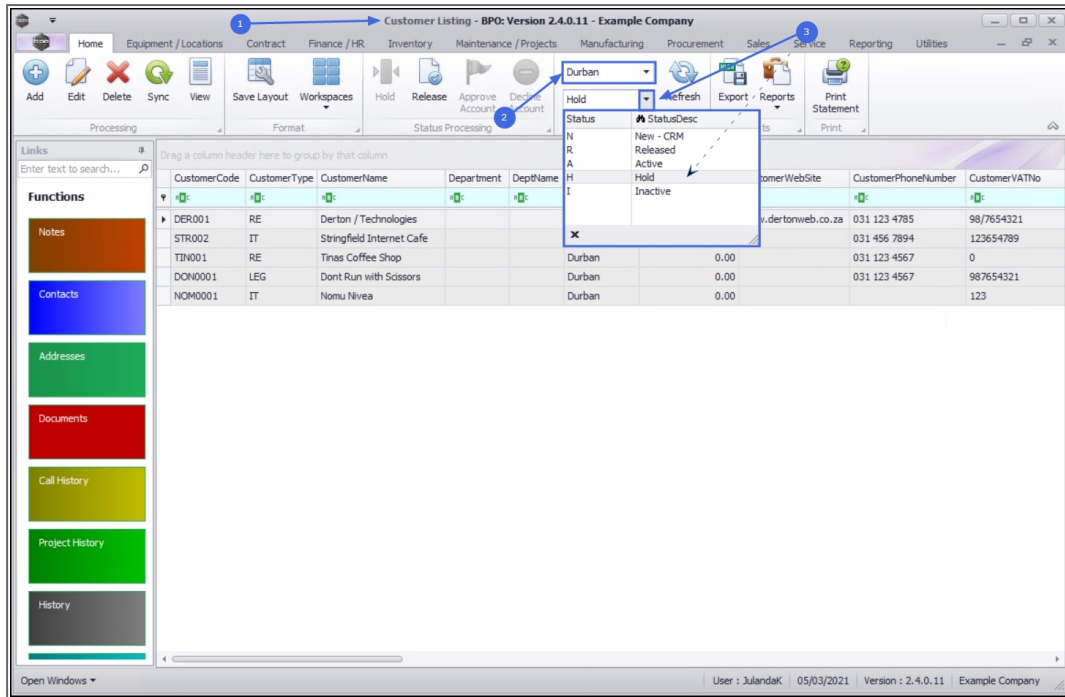 1
Customer Listing - BPO: Version 2.4.0.11 - Example Company
3
Home Equipment / Locations Contract Finance / HR Inventory Maintenance / Projects Manufacturing Procurement Sales Service Reporting Utilities
Add Edit Delete Sync View Save Layout Workspaces Hold Release Approve Account Decline Account
Durban
Hold
Refresh Export Reports Print Statement
2
Processing Format Status Processing Print
Status StatusDesc
N New - CRM
R Released
A Active
H Hold
I Inactive
Links
Enter text to search...
Functions
Notes
Contacts
Addresses
Documents
Call History
Project History
History
Drag a column header here to group by that column
CustomerCode CustomerType CustomerName Department DeptName CustomerPhoneNumber CustomerVATNo
DER001 RE Derton / Technologies .dertonweb.co.za 031 123 4785 98/7654321
STR002 IT Stringfield Internet Cafe 031 456 7894 123654789
TIN001 RE Tinas Coffee Shop Durban 0.00 031 123 4567 0
DON0001 LEG Dont Run with Scissors Durban 0.00 031 123 4567 987654321
NOM0001 IT Nomu Nivea Durban 0.00 123
Open Windows User : JulandaK 05/03/2021 Version : 2.4.0.11 Example Company